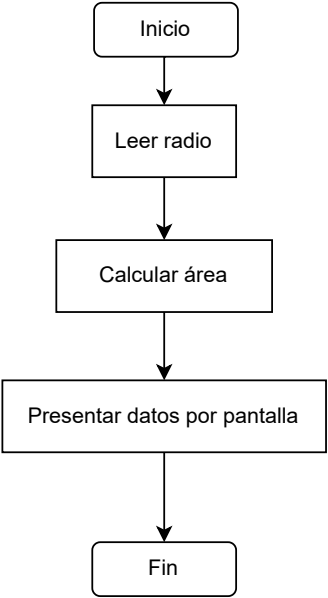 Inicio
Leer radio
Calcular área
Presentar datos por pantalla
Fin